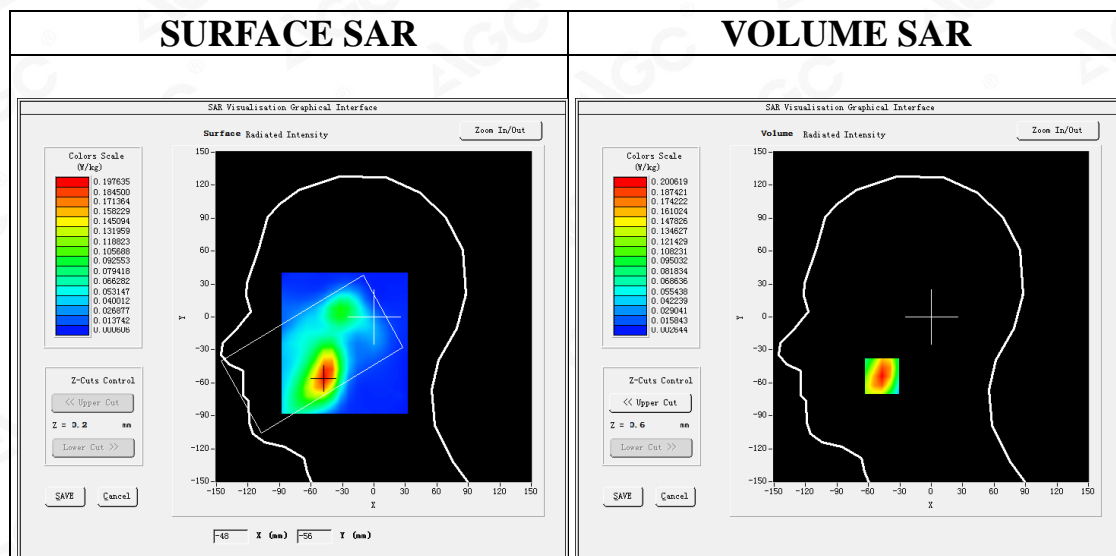 SURFACE SAR
VOLUME SAR
SAR Visualisation Graphical Interface
Surface Radiated Intensity
Zoom In/Out
Colors Scale
(W/kg)
0.197635
0.184500
0.171364
0.158229
0.145094
0.131959
0.118823
0.105688
0.092553
0.079418
0.066282
0.053147
0.040012
0.026877
0.013742
0.000606
Z-Cuts Control
<< Upper Cut
Z = 3.2 mm
Lower Cut >>
SAVE
Cancel
150
120
90
60
30
0
-30
-60
-90
-120
-150
Y
-150 -120 -90 -60 -30 0 30 60 90 120 150
X
-48 X (mm) -56 Y (mm)
SAR Visualisation Graphical Interface
Volume Radiated Intensity
Zoom In/Out
Colors Scale
(W/kg)
0.200619
0.187421
0.174222
0.161024
0.147826
0.134627
0.121429
0.108231
0.095032
0.081834
0.068636
0.055438
0.042239
0.029041
0.015843
0.002644
Z-Cuts Control
<< Upper Cut
Z = 3.6 mm
Lower Cut >>
SAVE
Cancel
150
120
90
60
30
0
-30
-60
-90
-120
-150
Y
-150 -120 -90 -60 -30 0 30 60 90 120 150
X
AGC